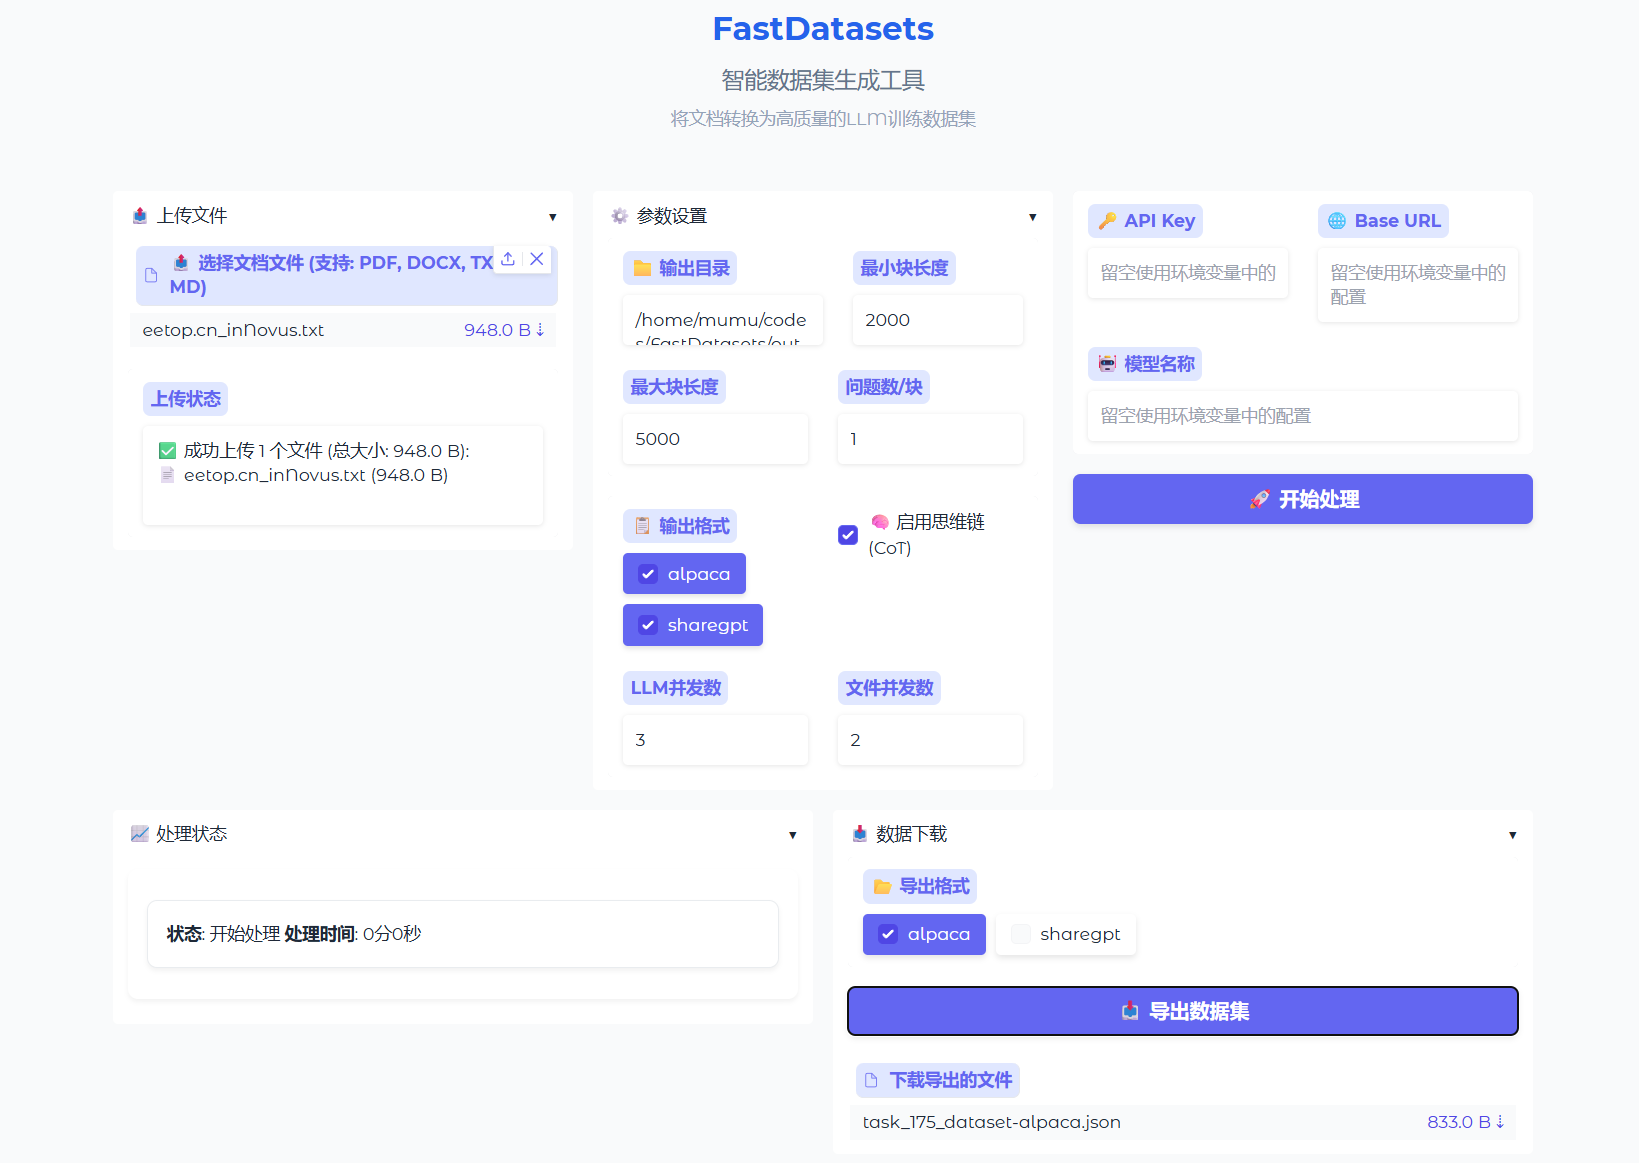 FastDatasets
智能数据集生成工具
将文档转换为高质量的LLM训练数据集
上传文件
选择文档文件 (支持: PDF, DOCX, TX
MD)
eetop.cn_inNovus.txt
948.0 B ⇣
上传状态
成功上传 1 个文件 (总大小: 948.0 B):
eetop.cn_inNovus.txt (948.0 B)
参数设置
输出目录
/home/mumu/code
s/FastDatasets/out
最小块长度
2000
最大块长度
5000
问题数/块
1
输出格式
alpaca
sharegpt
启用思维链
(CoT)
LLM并发数
3
文件并发数
2
API Key
留空使用环境变量中的
Base URL
留空使用环境变量中的
配置
模型名称
留空使用环境变量中的配置
开始处理
处理状态
状态: 开始处理 处理时间: 0分0秒
数据下载
导出格式
alpaca
sharegpt
导出数据集
下载导出的文件
task_175_dataset-alpaca.json
833.0 B ⇣